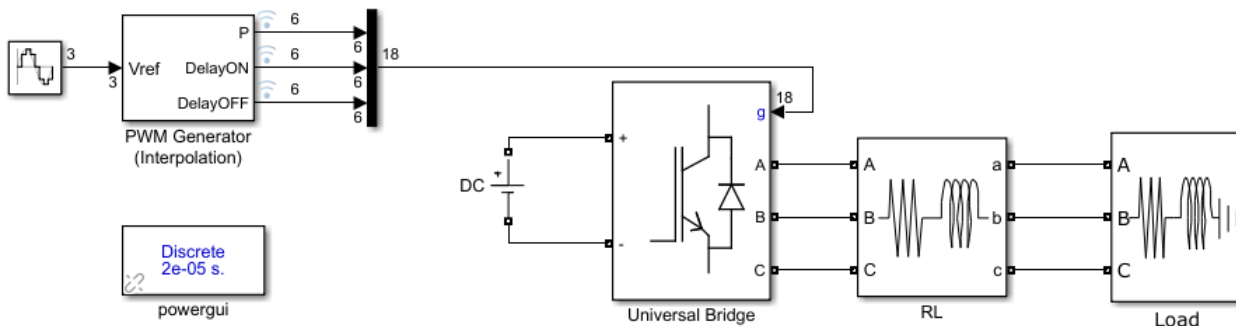 3
3
Vref
P
DelayON
DelayOFF
6
6
6
6
6
6
18
PWM Generator
(Interpolation)
Discrete
2e-05 s.
powergui
DC
+
+
-
g
18
A
B
C
Universal Bridge
A
B
C
a
b
c
RL
A
B
C
Load